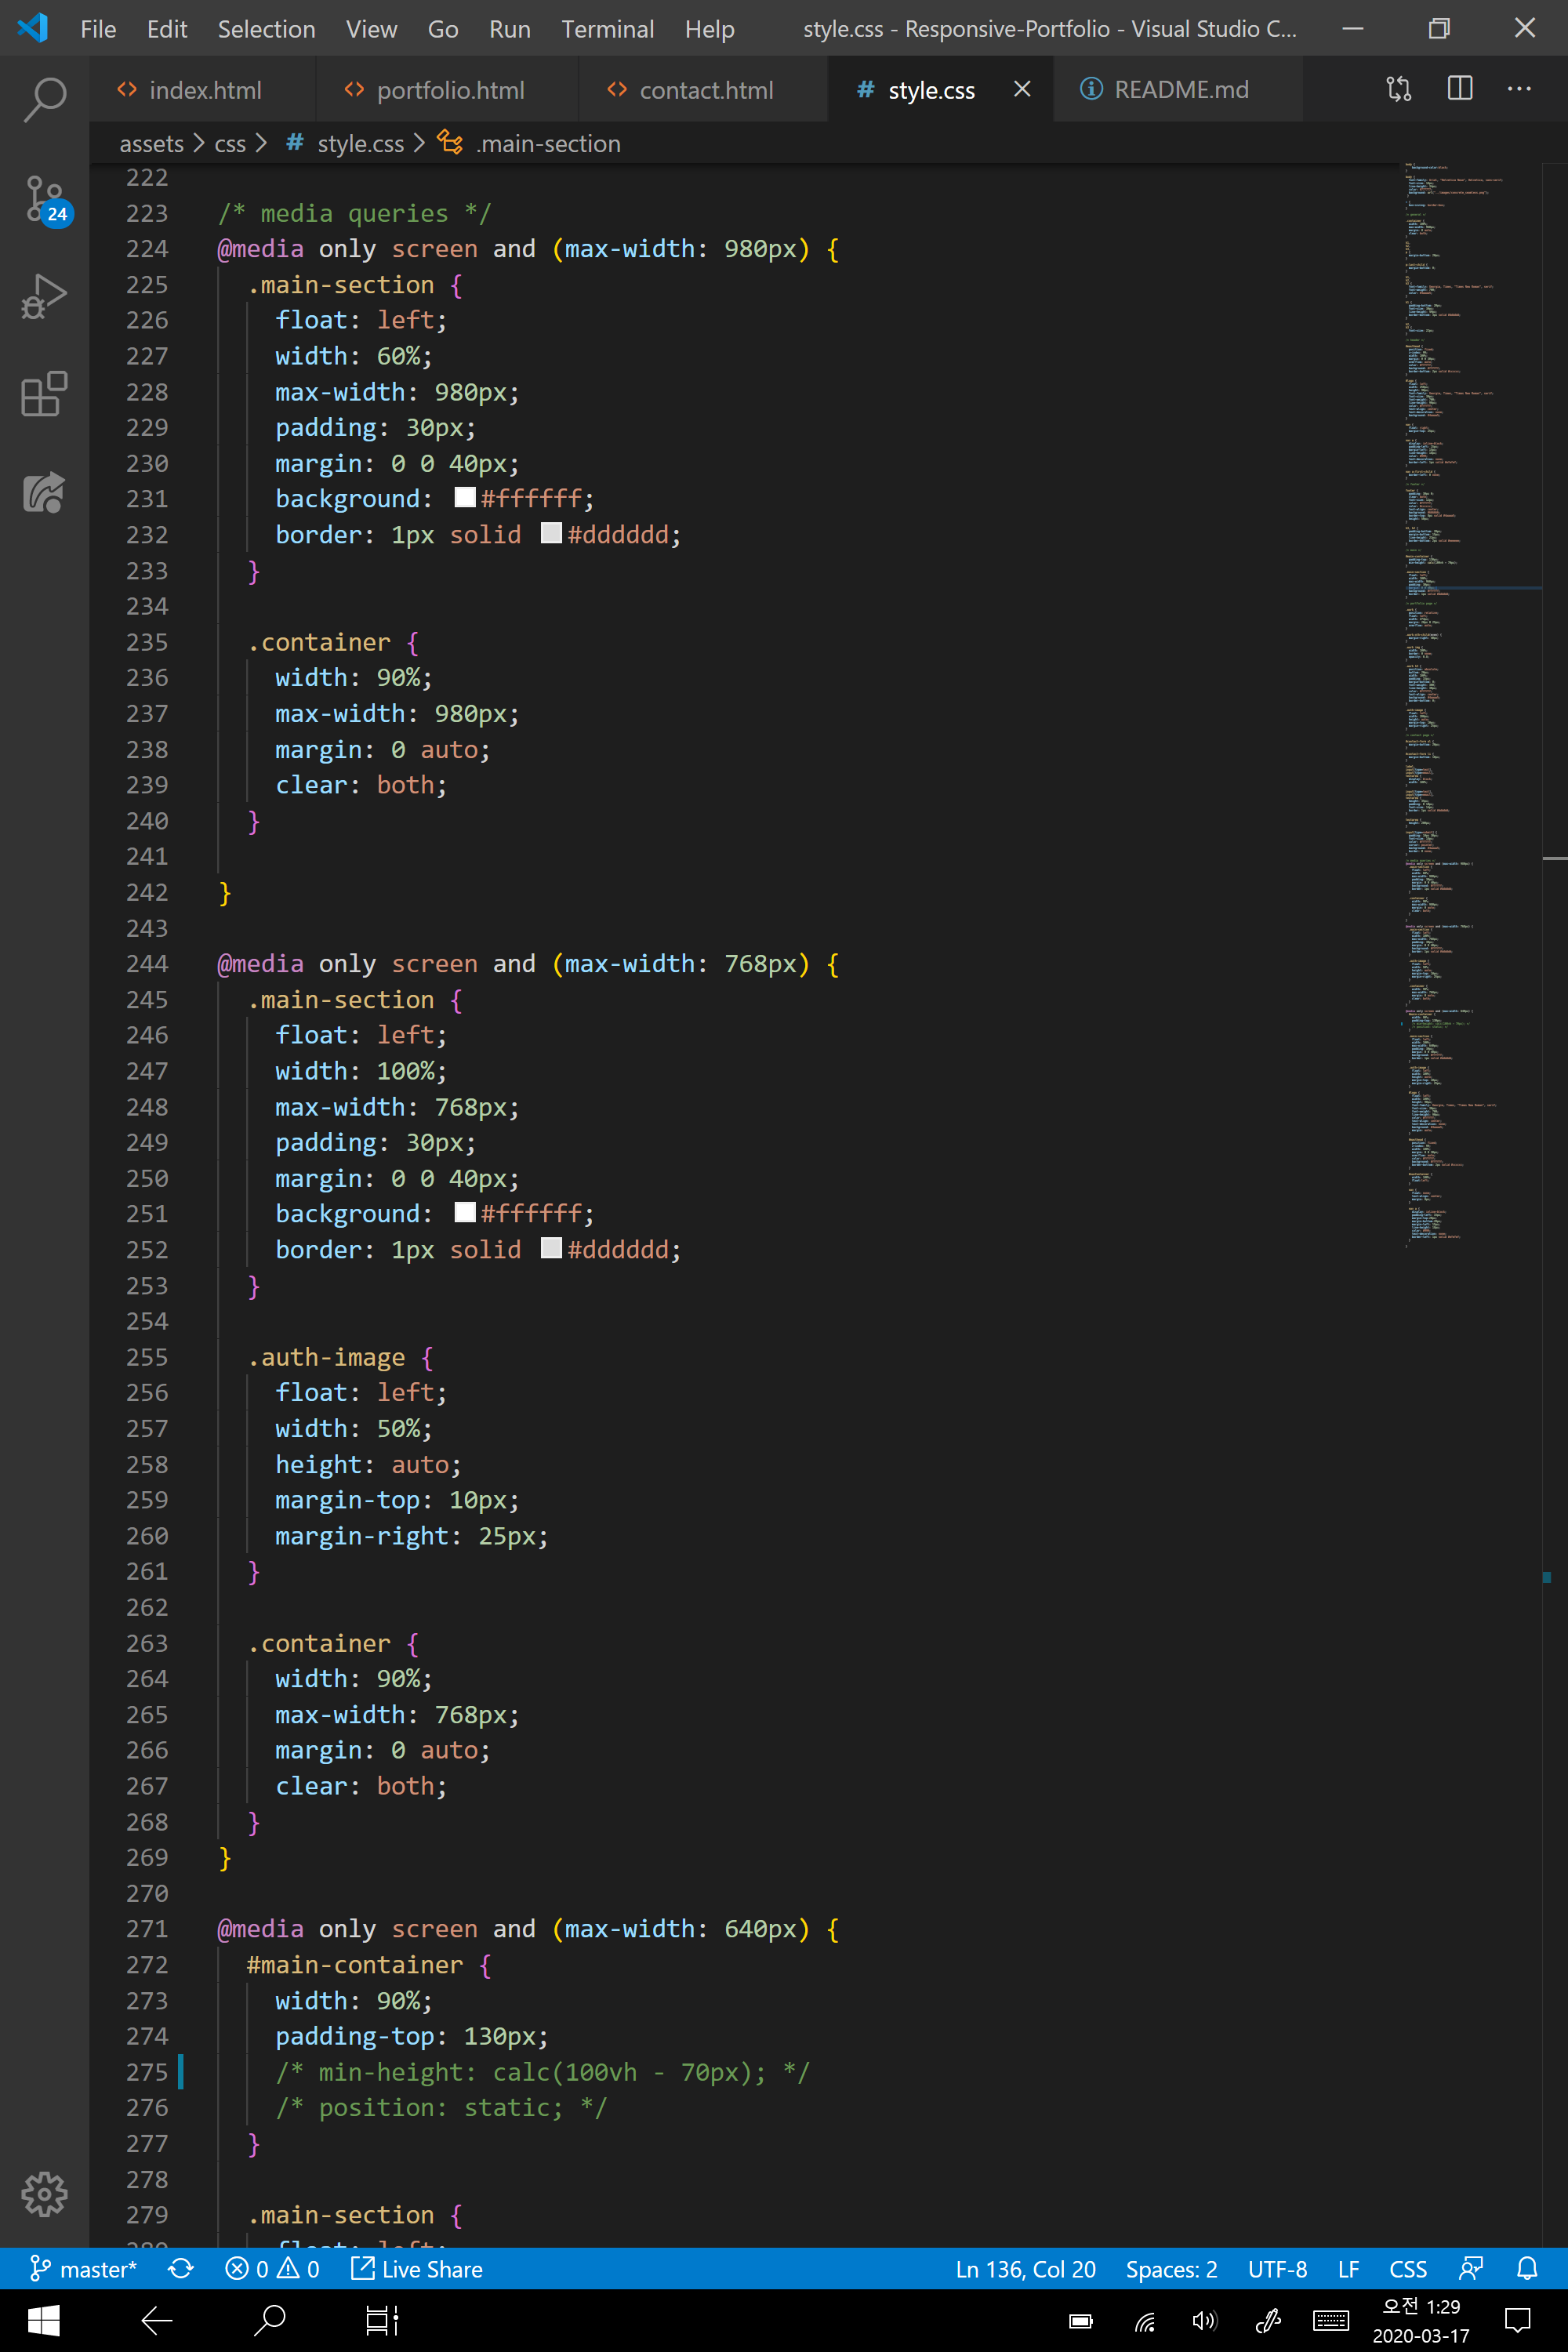 File Edit Selection View Go Run Terminal Help style.css - Responsive-Portfolio - Visual Studio C...
index.html portfolio.html contact.html # style.css README.md
assets > css > # style.css > .main-section
24
222
223 /* media queries */
224 @media only screen and (max-width: 980px) {
225 .main-section {
226 float: left;
227 width: 60%;
228 max-width: 980px;
229 padding: 30px;
230 margin: 0 0 40px;
231 background: #ffffff;
232 border: 1px solid #dddddd;
233 }
234
235 .container {
236 width: 90%;
237 max-width: 980px;
238 margin: 0 auto;
239 clear: both;
240 }
241
242 }
243
244 @media only screen and (max-width: 768px) {
245 .main-section {
246 float: left;
247 width: 100%;
248 max-width: 768px;
249 padding: 30px;
250 margin: 0 0 40px;
251 background: #ffffff;
252 border: 1px solid #dddddd;
253 }
254
255 .auth-image {
256 float: left;
257 width: 50%;
258 height: auto;
259 margin-top: 10px;
260 margin-right: 25px;
261 }
262
263 .container {
264 width: 90%;
265 max-width: 768px;
266 margin: 0 auto;
267 clear: both;
268 }
269 }
270
271 @media only screen and (max-width: 640px) {
272 #main-container {
273 width: 90%;
274 padding-top: 130px;
275 /* min-height: calc(100vh - 70px); */
276 /* position: static; */
277 }
278
279 .main-section {
280 float: left;
master* 0 0 Live Share Ln 136, Col 20 Spaces: 2 UTF-8 LF CSS
오전 1:29
2020-03-17